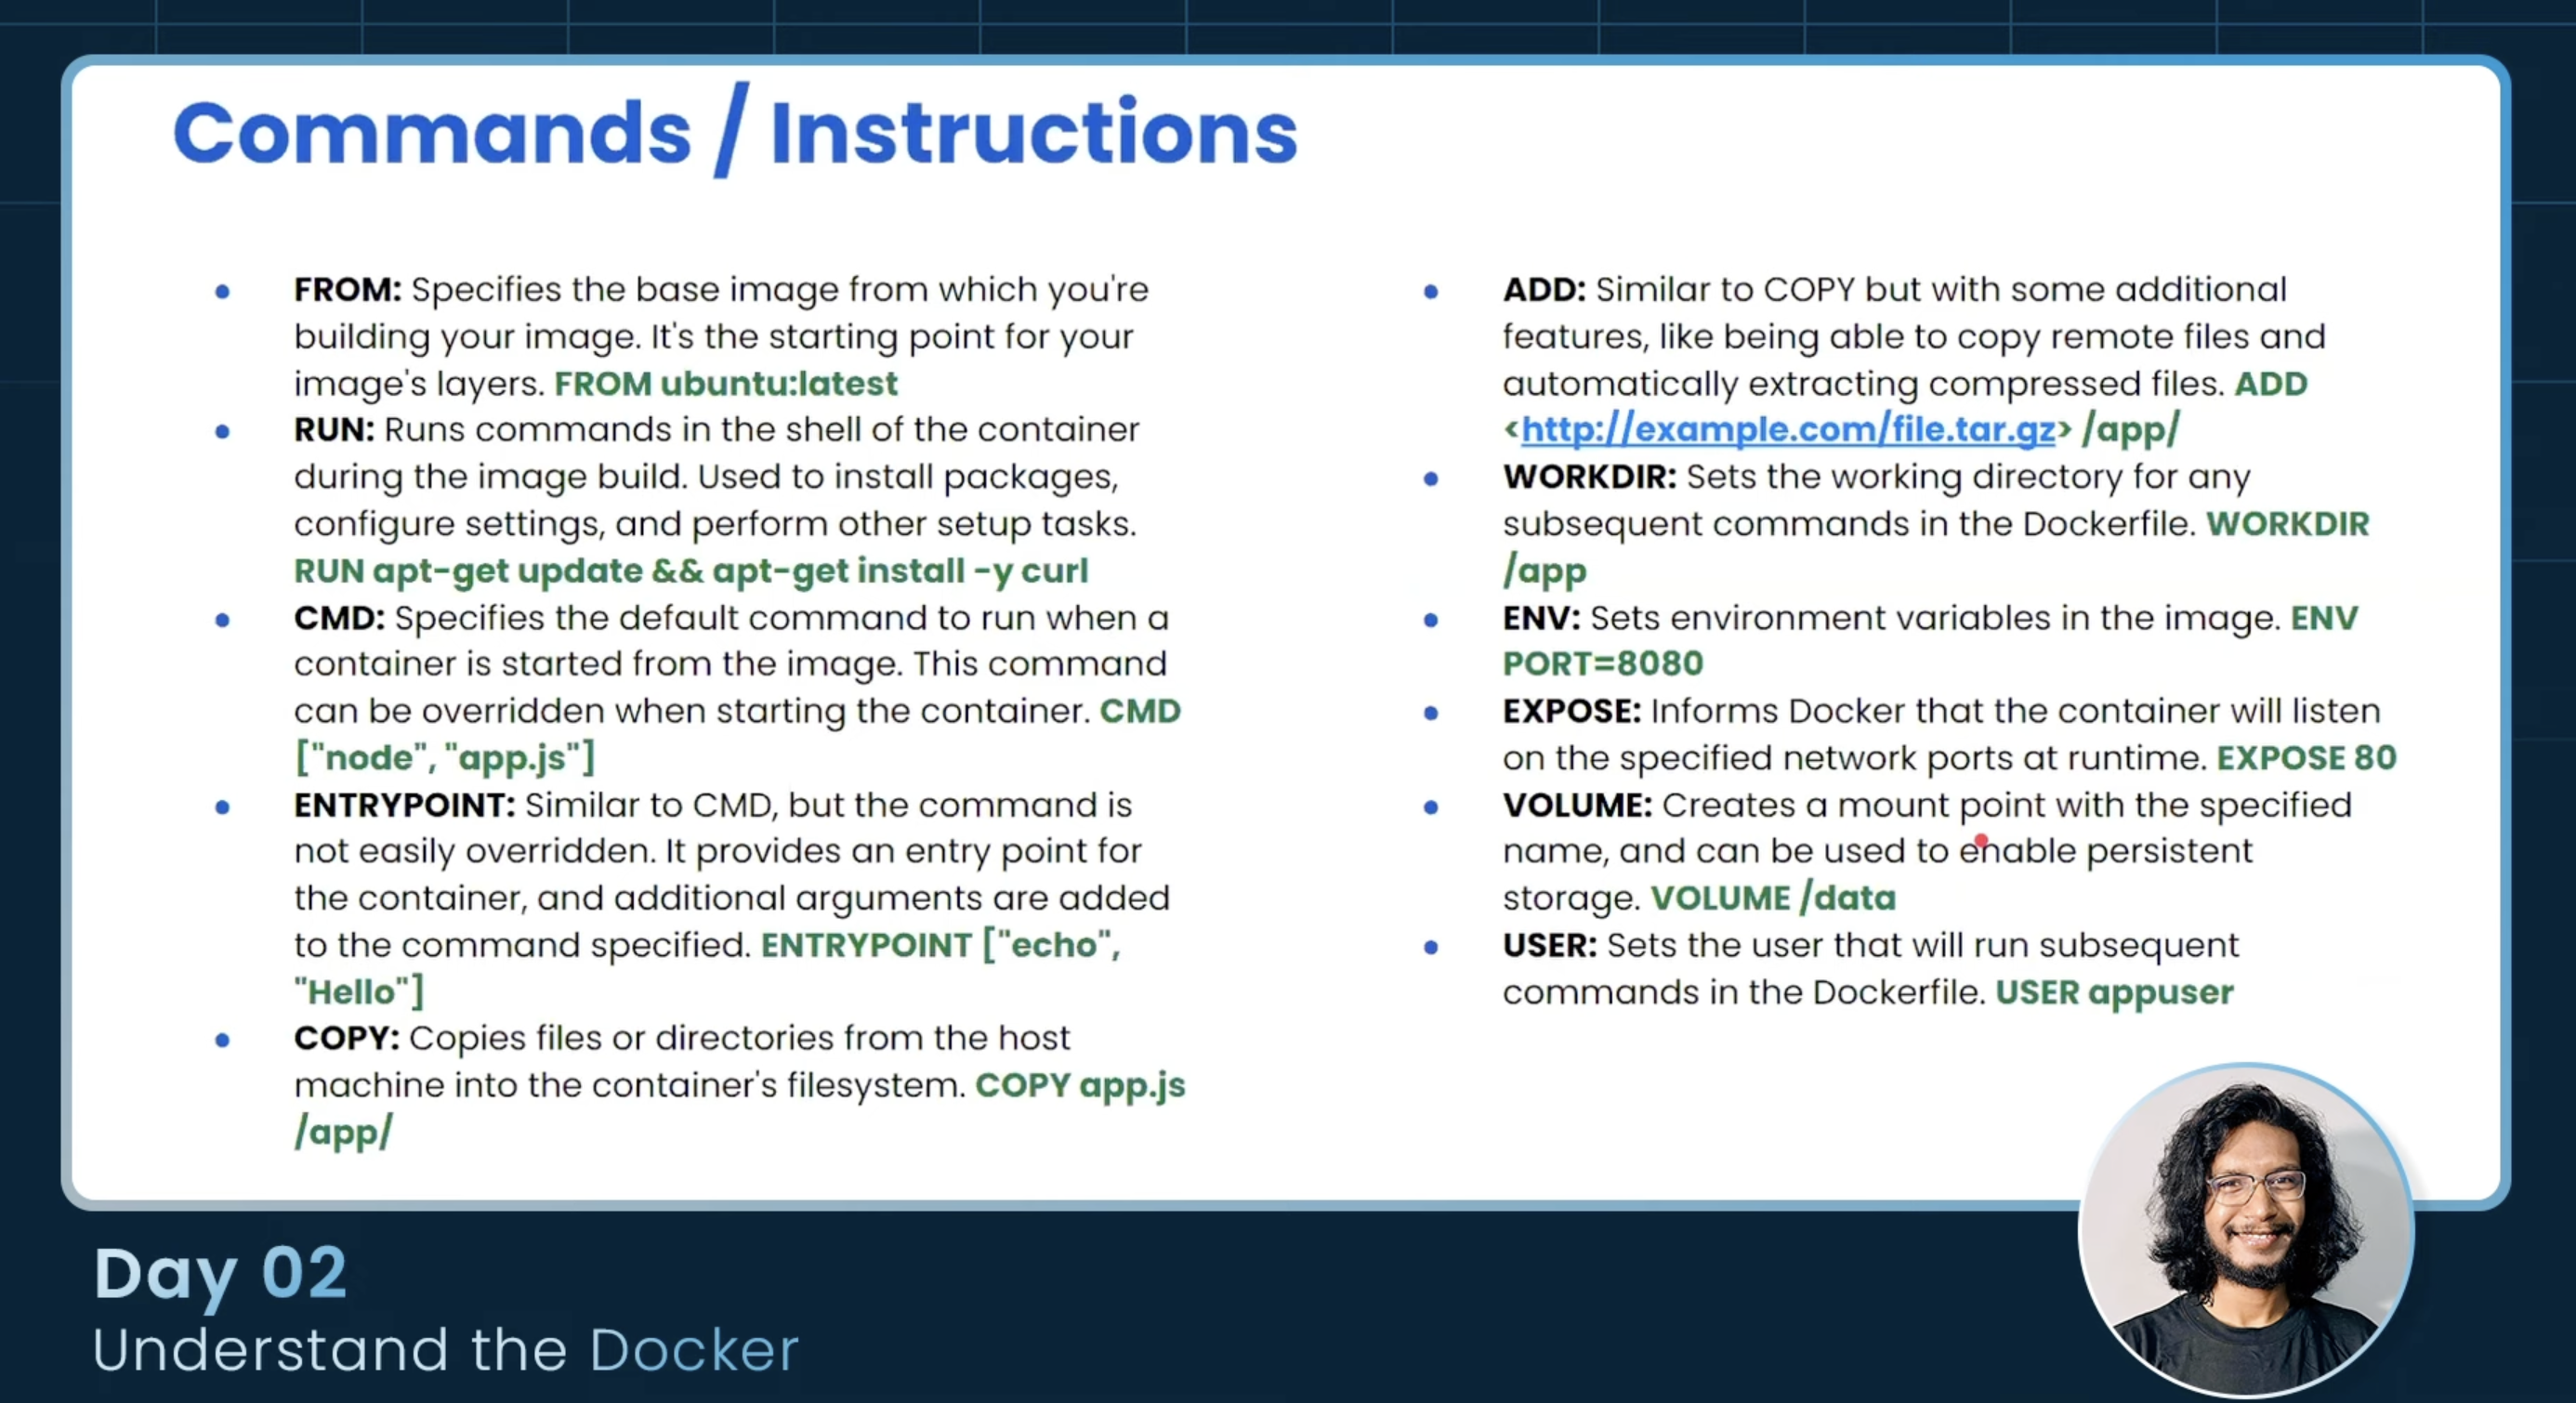 Commands / Instructions
FROM: Specifies the base image from which you're
building your image. It's the starting point for your
image's layers. FROM ubuntu:latest
RUN: Runs commands in the shell of the container
during the image build. Used to install packages,
configure settings, and perform other setup tasks.
RUN apt-get update && apt-get install -y curl
CMD: Specifies the default command to run when a
container is started from the image. This command
can be overridden when starting the container. CMD
["node", "app.js"]
ENTRYPOINT: Similar to CMD, but the command is
not easily overridden. It provides an entry point for
the container, and additional arguments are added
to the command specified. ENTRYPOINT ["echo",
"Hello"]
COPY: Copies files or directories from the host
machine into the container's filesystem. COPY app.js
/app/
ADD: Similar to COPY but with some additional
features, like being able to copy remote files and
automatically extracting compressed files. ADD
<http://example.com/file.tar.gz> /app/
WORKDIR: Sets the working directory for any
subsequent commands in the Dockerfile. WORKDIR
/app
ENV: Sets environment variables in the image. ENV
PORT=8080
EXPOSE: Informs Docker that the container will listen
on the specified network ports at runtime. EXPOSE 80
VOLUME: Creates a mount point with the specified
name, and can be used to enable persistent
storage. VOLUME /data
USER: Sets the user that will run subsequent
commands in the Dockerfile. USER appuser
Day 02
Understand the Docker